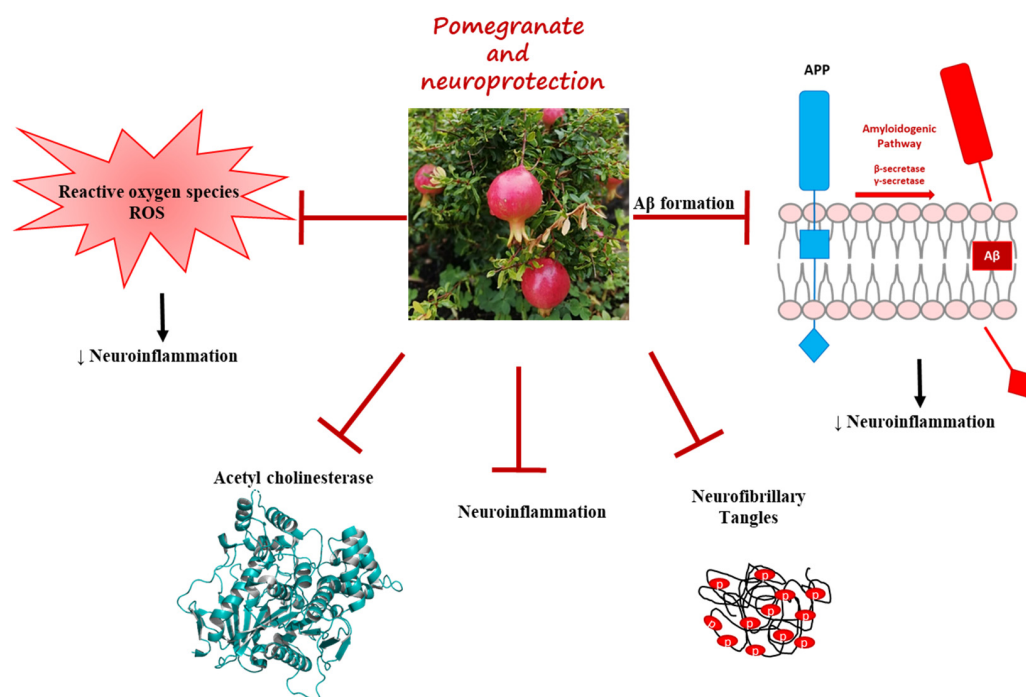 Pomegranate
and
neuroprotection
APP
Amyloidogenic
Pathway
β-secretase
γ-secretase
Reactive oxygen species
ROS
Aβ formation
Aβ
↓ Neuroinflammation
↓ Neuroinflammation
Acetyl cholinesterase
Neuroinflammation
Neurofibrillary
Tangles
p
p
p
p
p
p
p
p
p
p
p
p